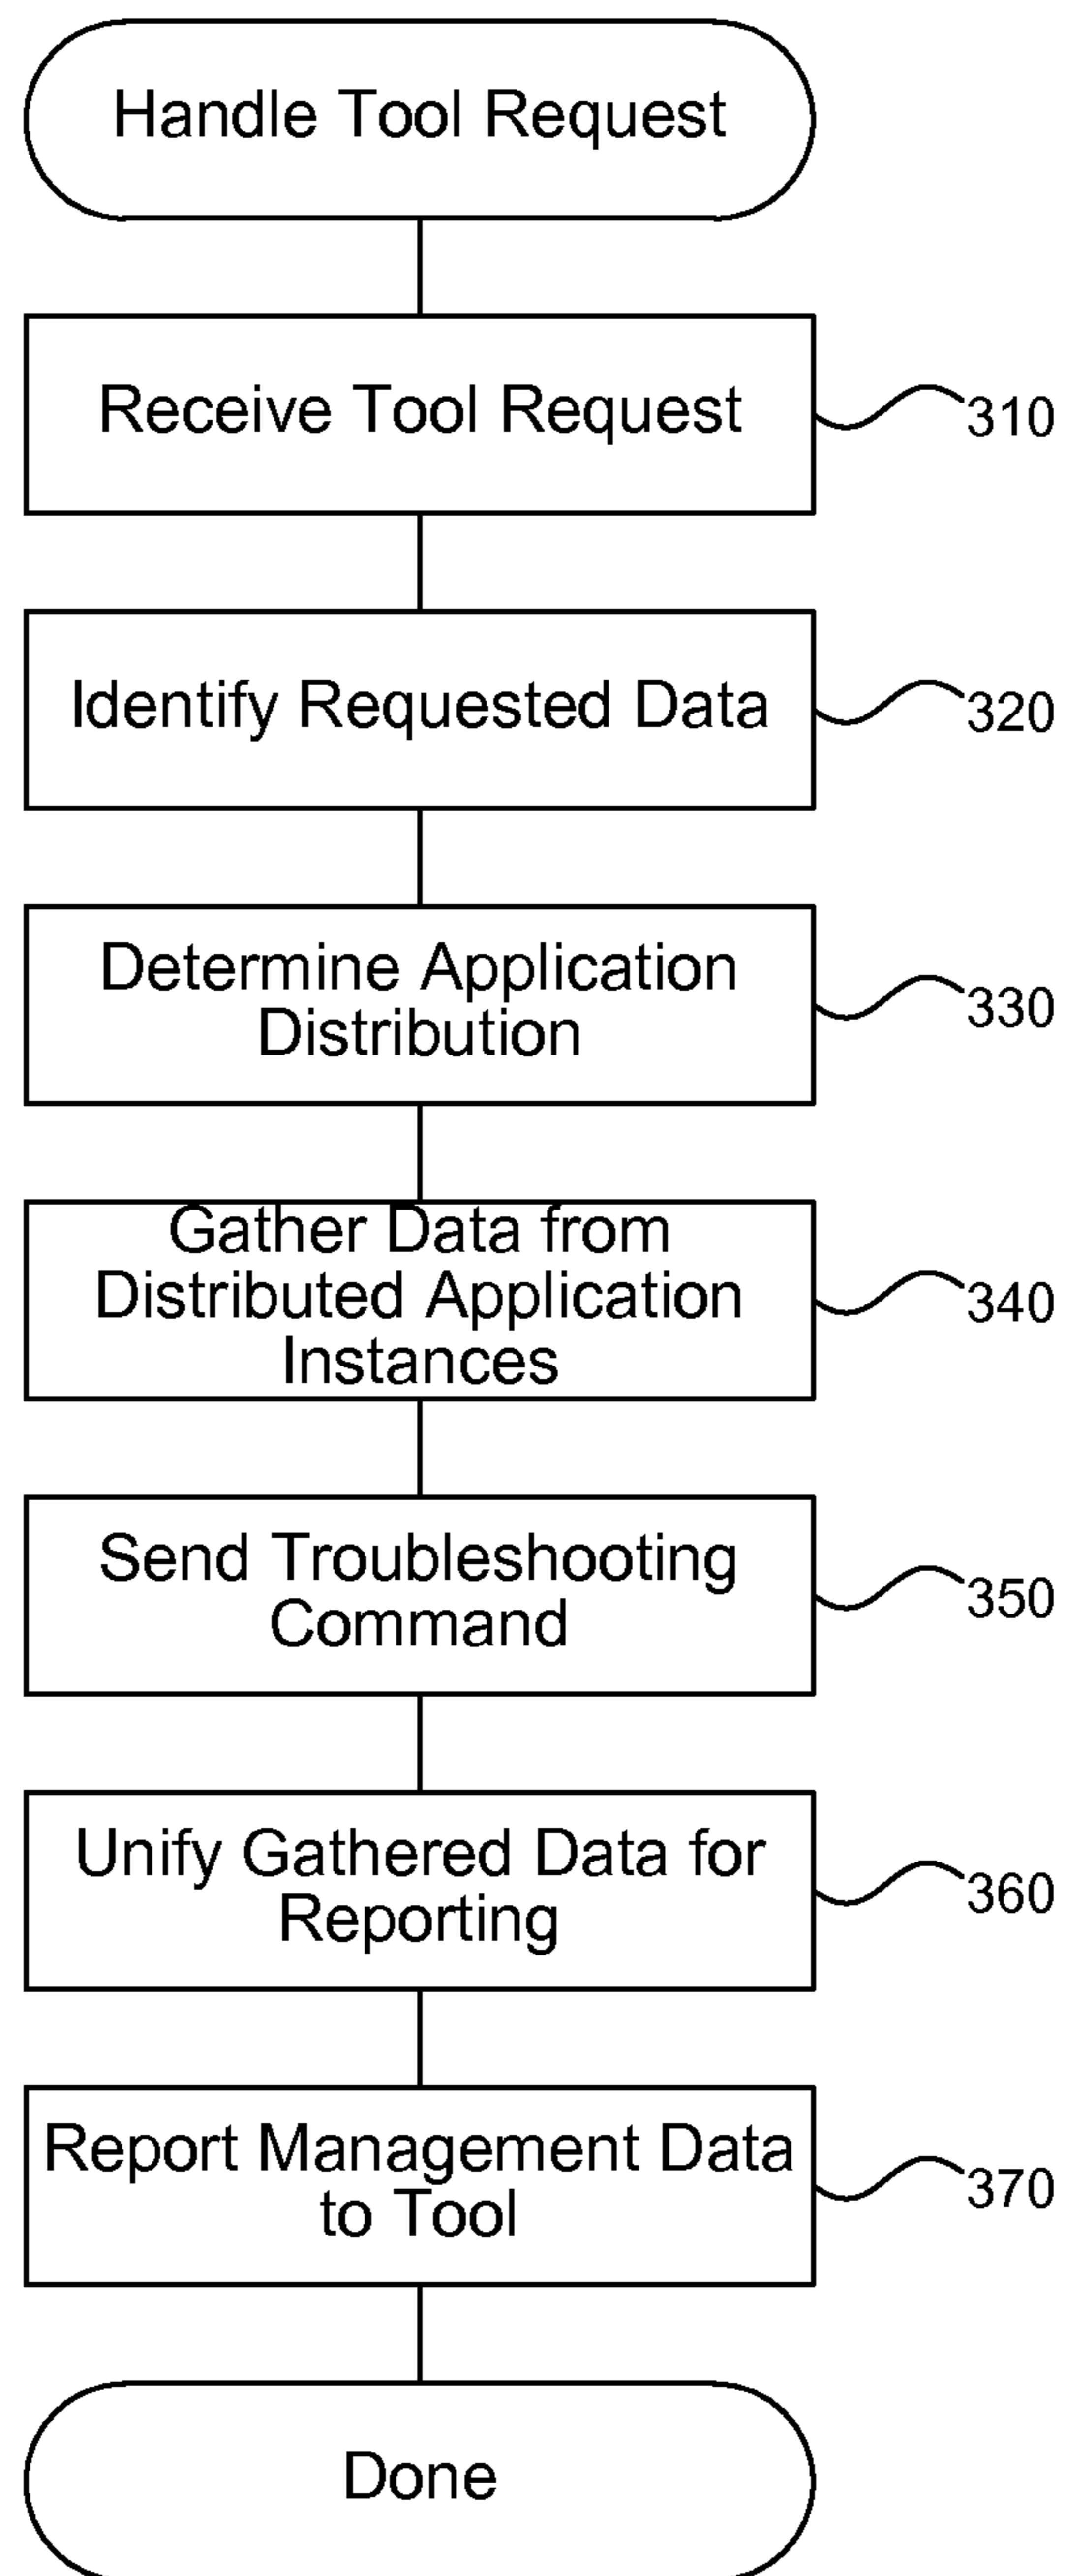 Handle Tool Request
Receive Tool Request
310
Identify Requested Data
320
Determine Application
Distribution
330
Gather Data from
Distributed Application
Instances
340
Send Troubleshooting
Command
350
Unify Gathered Data for
Reporting
360
Report Management Data
to Tool
370
Done